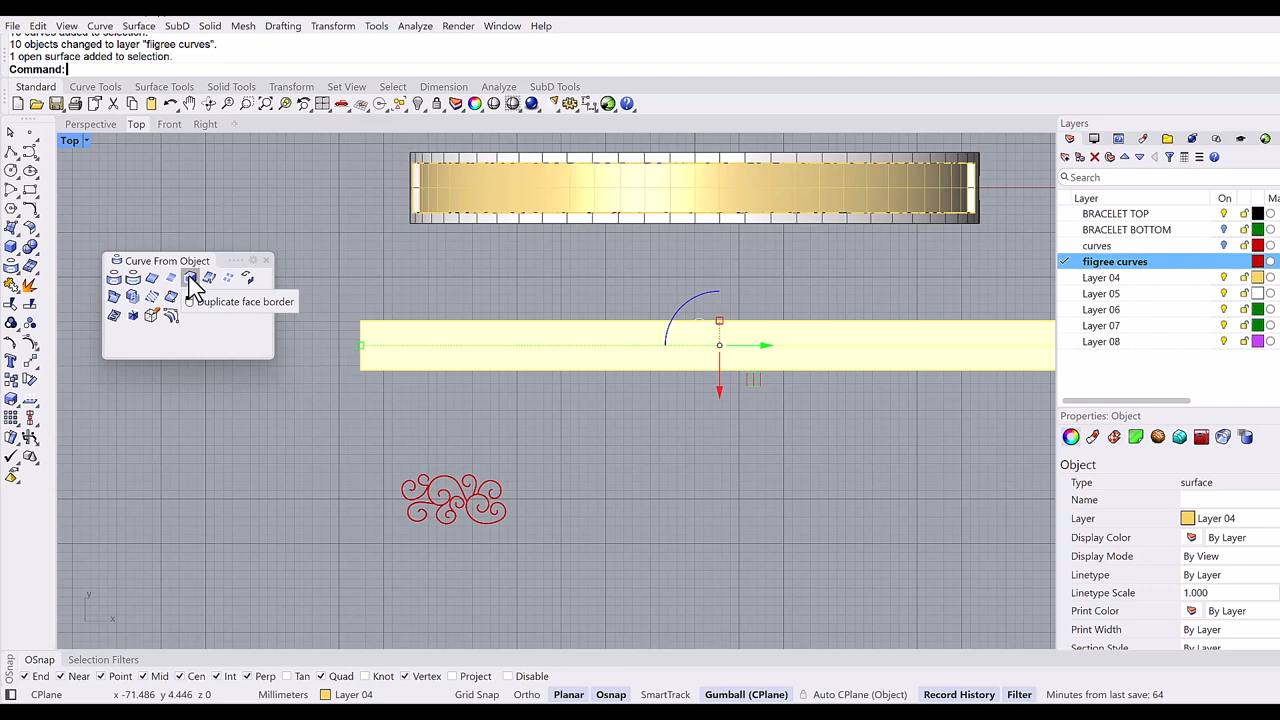 File Edit View Curve Surface SubD Solid Mesh Drafting Transform Tools Analyze Render Window Help
10 objects changed to layer "fiigree curves".
1 open surface added to selection.
Command:
Standard Curve Tools Surface Tools Solid Tools Transform Set View Select Dimension Analyze SubD Tools
Perspective Top Front Right
Top
Curve From Object
Duplicate face border
y
x
Layers
Search
Layer On Ma
BRACELET TOP
BRACELET BOTTOM
curves
fiigree curves
Layer 04
Layer 05
Layer 06
Layer 07
Layer 08
Properties: Object
Object
Type surface
Name
Layer Layer 04
Display Color By Layer
Display Mode By View
Linetype By Layer
Linetype Scale 1.000
Print Color By Layer
Print Width By Layer
OSnap Selection Filters
OSnap
End Near Point Mid Cen Int Perp Tan Quad Knot Vertex Project Disable
CPlane x -71.486 y 4.446 z 0 Millimeters Layer 04 Grid Snap Ortho Planar Osnap SmartTrack Gumball (CPlane) Auto CPlane (Object) Record History Filter Minutes from last save: 64